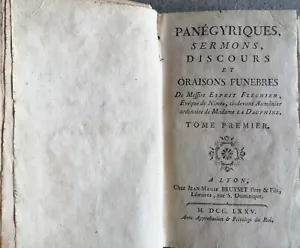 PANÉGYRIQUES,
SERMONS,
DISCOURS
ET
ORAISONS FUNEBRES
De Messire ESPRIT FLECHIER,
Evêque de Nîmes, ci-devant Aumônier
ordinaire de Madame LA DAUPHINE.
TOME PREMIER.
A LYON,
Chez JEAN-MARIE BRUYSET Pere & Fils,
Libraires, rue S. Dominique.
M. DCC. LXXV.
Avec Approbation & Privilége du Roi.